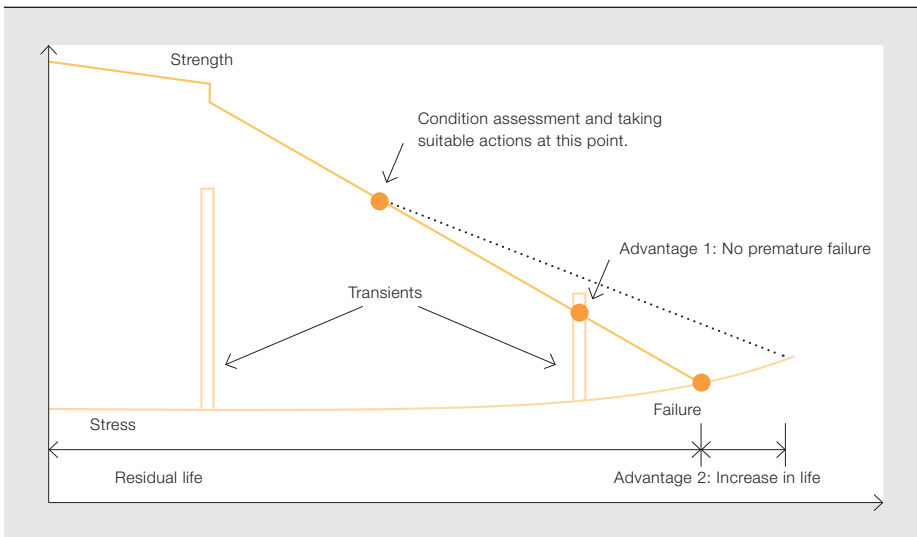 Strength
Condition assessment and taking
suitable actions at this point.
Advantage 1: No premature failure
Transients
Failure
Stress
Residual life
Advantage 2: Increase in life